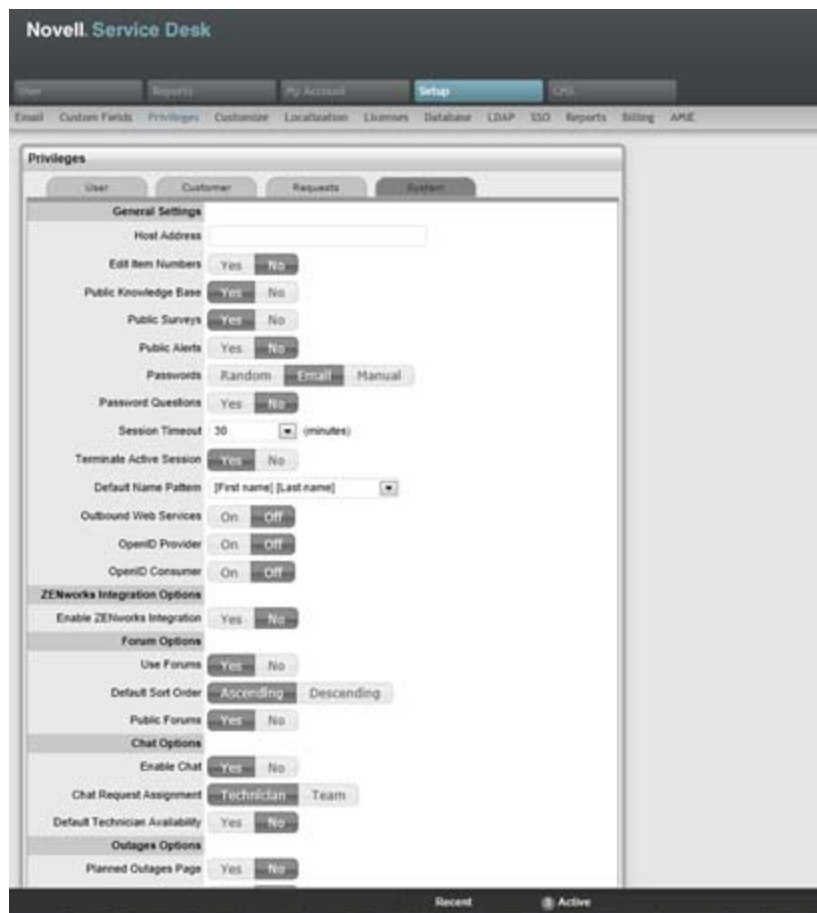 Novell. Service Desk
User Reports My Account Setup CMS
Email Custom Fields Privileges Customize Localization Licenses Database LDAP SSO Reports Billing AMIE
Privileges
User Customer Requests System
General Settings
Host Address
Edit Item Numbers Yes No
Public Knowledge Base Yes No
Public Surveys Yes No
Public Alerts Yes No
Passwords Random Email Manual
Password Questions Yes No
Session Timeout 30 (minutes)
Terminate Active Session Yes No
Default Name Pattern [First name] [Last name]
Outbound Web Services On Off
OpenID Provider On Off
OpenID Consumer On Off
ZENworks Integration Options
Enable ZENworks Integration Yes No
Forum Options
Use Forums Yes No
Default Sort Order Ascending Descending
Public Forums Yes No
Chat Options
Enable Chat Yes No
Chat Request Assignment Technician Team
Default Technician Availability Yes No
Outages Options
Planned Outages Page Yes No
Recent Active